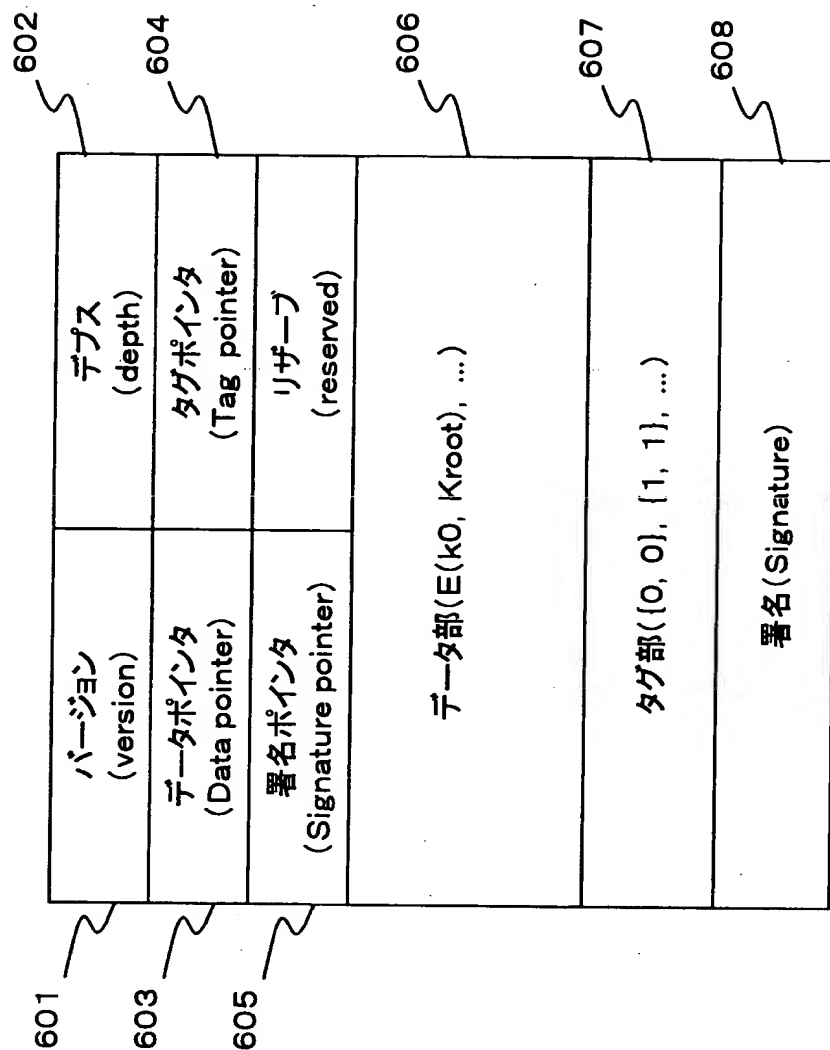 601
バージョン
(version)
デプス
(depth)
602
603
データポインタ
(Data pointer)
タグポインタ
(Tag pointer)
604
605
署名ポインタ
(Signature pointer)
リザーブ
(reserved)
データ部(E(k0, Kroot), ...)
606
タグ部({0, 0}, {1, 1}, ...)
607
署名(Signature)
608